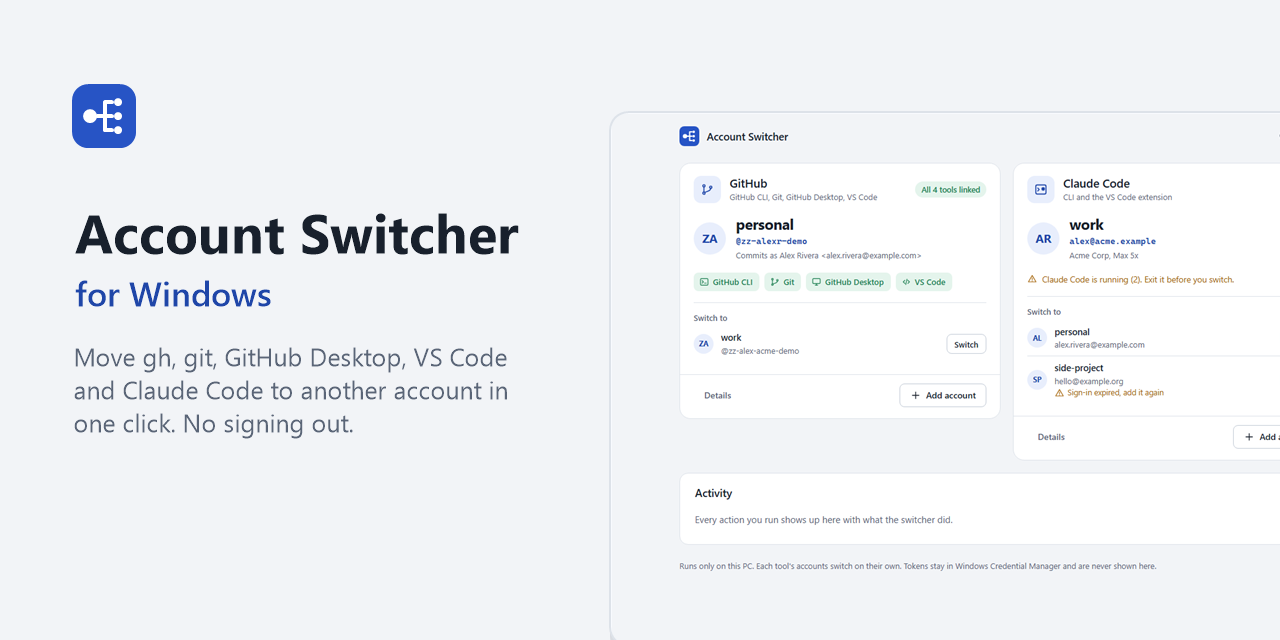 Account Switcher
for Windows
Move gh, git, GitHub Desktop, VS Code
and Claude Code to another account in
one click. No signing out.
Account Switcher
GitHub
GitHub CLI, Git, GitHub Desktop, VS Code
All 4 tools linked
ZA
personal
@zz-alexr-demo
Commits as Alex Rivera <alex.rivera@example.com>
GitHub CLI
Git
GitHub Desktop
VS Code
Switch to
ZA
work
@zz-alex-acme-demo
Switch
Details
+ Add account
Claude Code
CLI and the VS Code extension
AR
work
alex@acme.example
Acme Corp, Max 5x
Claude Code is running (2). Exit it before you switch.
Switch to
AL
personal
alex.rivera@example.com
SP
side-project
hello@example.org
Sign-in expired, add it again
Details
+ Add
Activity
Every action you run shows up here with what the switcher did.
Runs only on this PC. Each tool's accounts switch on their own. Tokens stay in Windows Credential Manager and are never shown here.